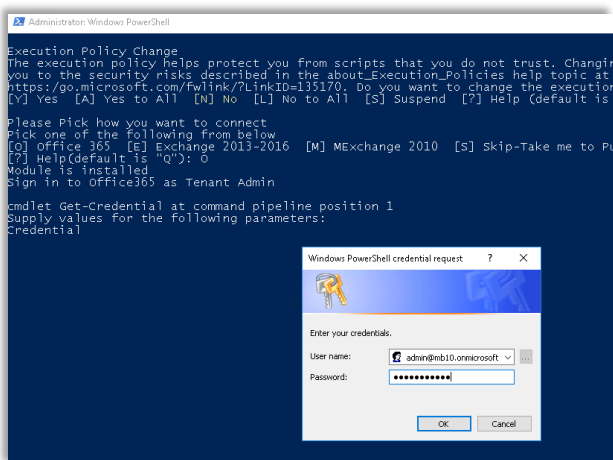 Administrator: Windows PowerShell
Execution Policy Change
The execution policy helps protect you from scripts that you do not trust. Changin
you to the security risks described in the about_Execution_Policies help topic at
https:/go.microsoft.com/fwlink/?LinkID=135170. Do you want to change the execution
[Y] Yes  [A] Yes to All  [N] No  [L] No to All  [S] Suspend  [?] Help (default is
Please Pick how you want to connect
Pick one of the following from below
[O] Office 365  [E] Exchange 2013-2016  [M] MExchange 2010  [S] Skip-Take me to Pu
[?] Help(default is "Q"): O
Module is installed
Sign in to Office365 as Tenant Admin
cmdlet Get-Credential at command pipeline position 1
Supply values for the following parameters:
Credential
Windows PowerShell credential request ?
Enter your credentials.
User name: admin@mb10.onmicrosoft ...
Password: ●●●●●●●●●●●
OK Cancel